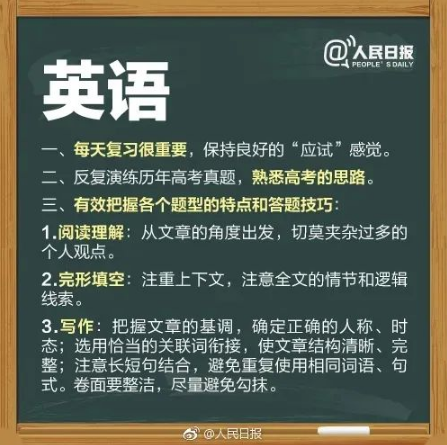 @人民日报
PEOPLE'S DAILY
英语
一、每天复习很重要，保持良好的“应试”感觉。
二、反复演练历年高考真题，熟悉高考的思路。
三、有效把握各个题型的特点和答题技巧：
1.阅读理解：从文章的角度出发，切莫夹杂过多的
个人观点。
2.完形填空：注重上下文，注意全文的情节和逻辑
线索。
3.写作：把握文章的基调，确定正确的人称、时
态；选用恰当的关联词衔接，使文章结构清晰、完
整；注意长短句结合，避免重复使用相同词语、句
式。卷面要整洁，尽量避免勾抹。
@人民日报